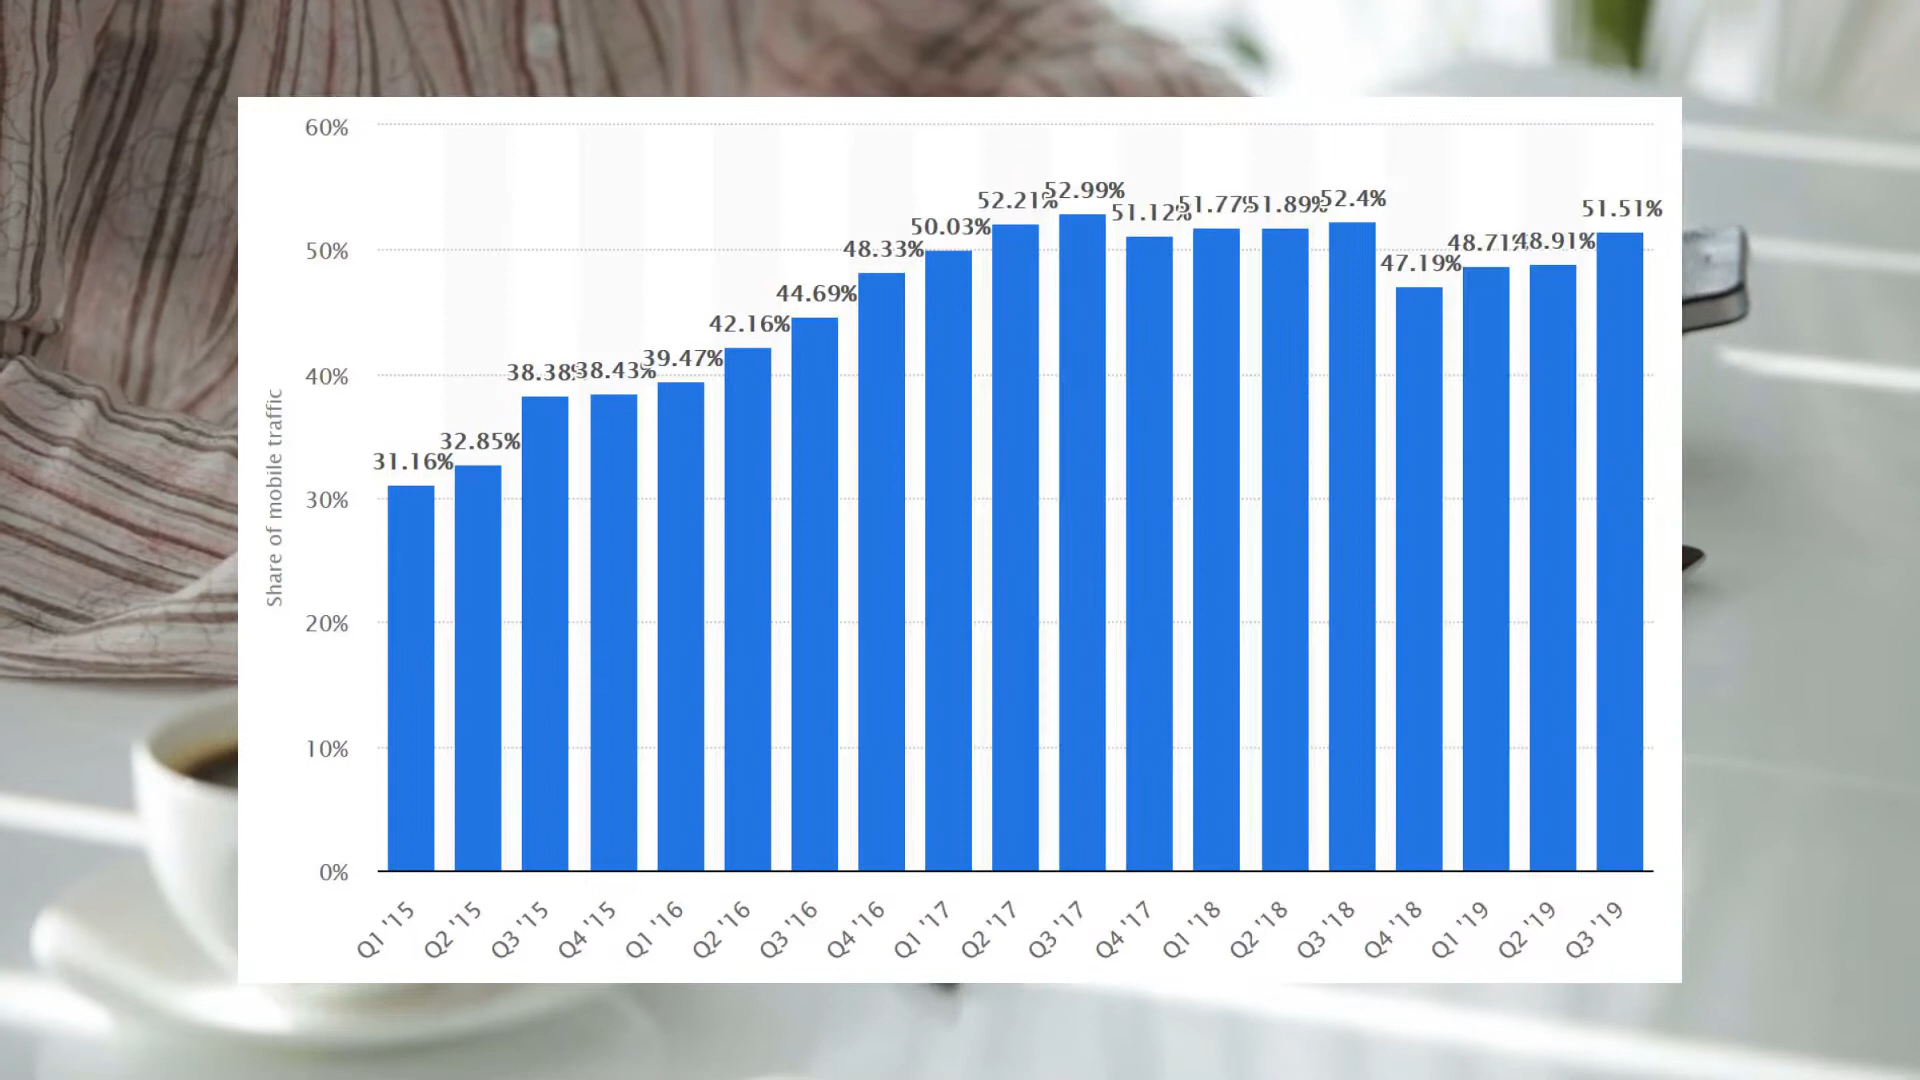 60%
50%
40%
30%
20%
10%
0%
Share of mobile traffic
31.16%
32.85%
38.38%
38.43%
39.47%
42.16%
44.69%
48.33%
50.03%
52.21%
52.99%
51.12%
51.77%
51.89%
52.4%
47.19%
48.71%
48.91%
51.51%
Q1 '15
Q2 '15
Q3 '15
Q4 '15
Q1 '16
Q2 '16
Q3 '16
Q4 '16
Q1 '17
Q2 '17
Q3 '17
Q4 '17
Q1 '18
Q2 '18
Q3 '18
Q4 '18
Q1 '19
Q2 '19
Q3 '19